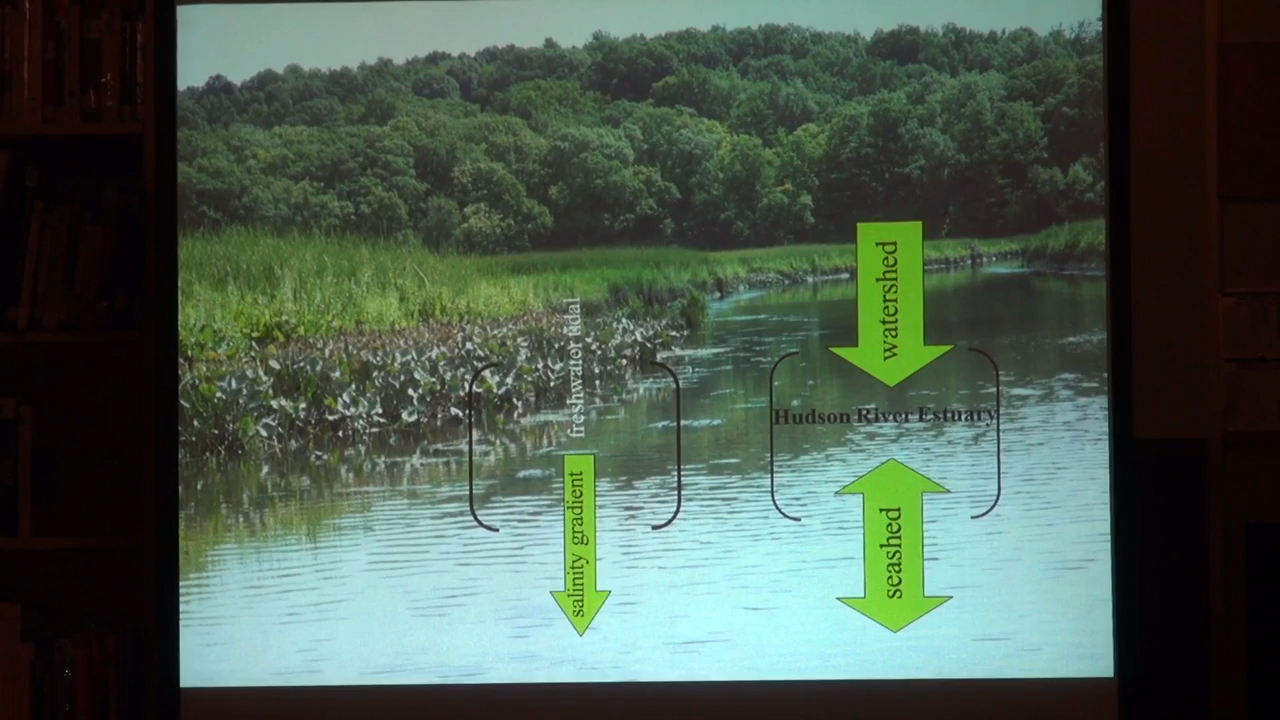 freshwater tidal
salinity gradient
watershed
Hudson River Estuary
seashed